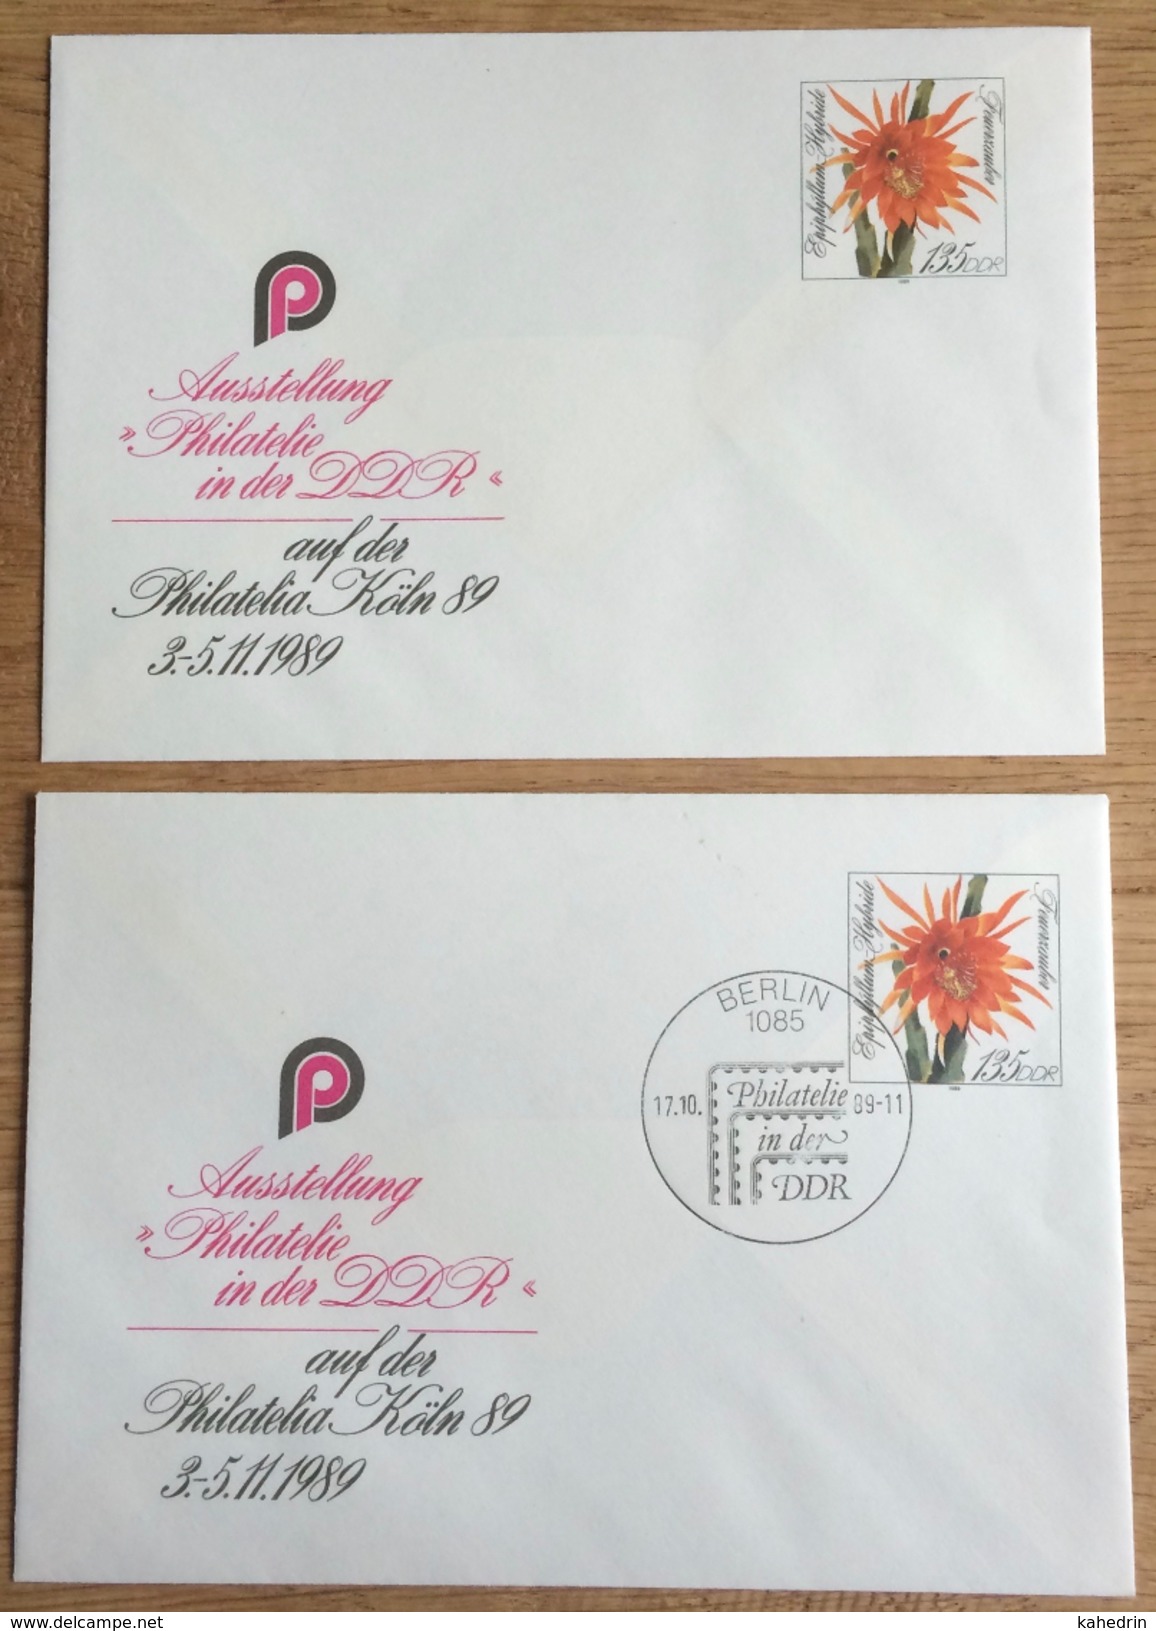 Epiphyllum-Hybride
Feuerzauber
135 DDR
1989
Ausstellung
»Philatelie
in der DDR«
auf der
Philatelia Köln 89
3.-5.11.1989
Epiphyllum-Hybride
Feuerzauber
135 DDR
1989
BERLIN
1085
17.10. 89-11
Philatelie
in der
DDR
Ausstellung
»Philatelie
in der DDR«
auf der
Philatelia Köln 89
3.-5.11.1989
delcampe.net
kahedrin